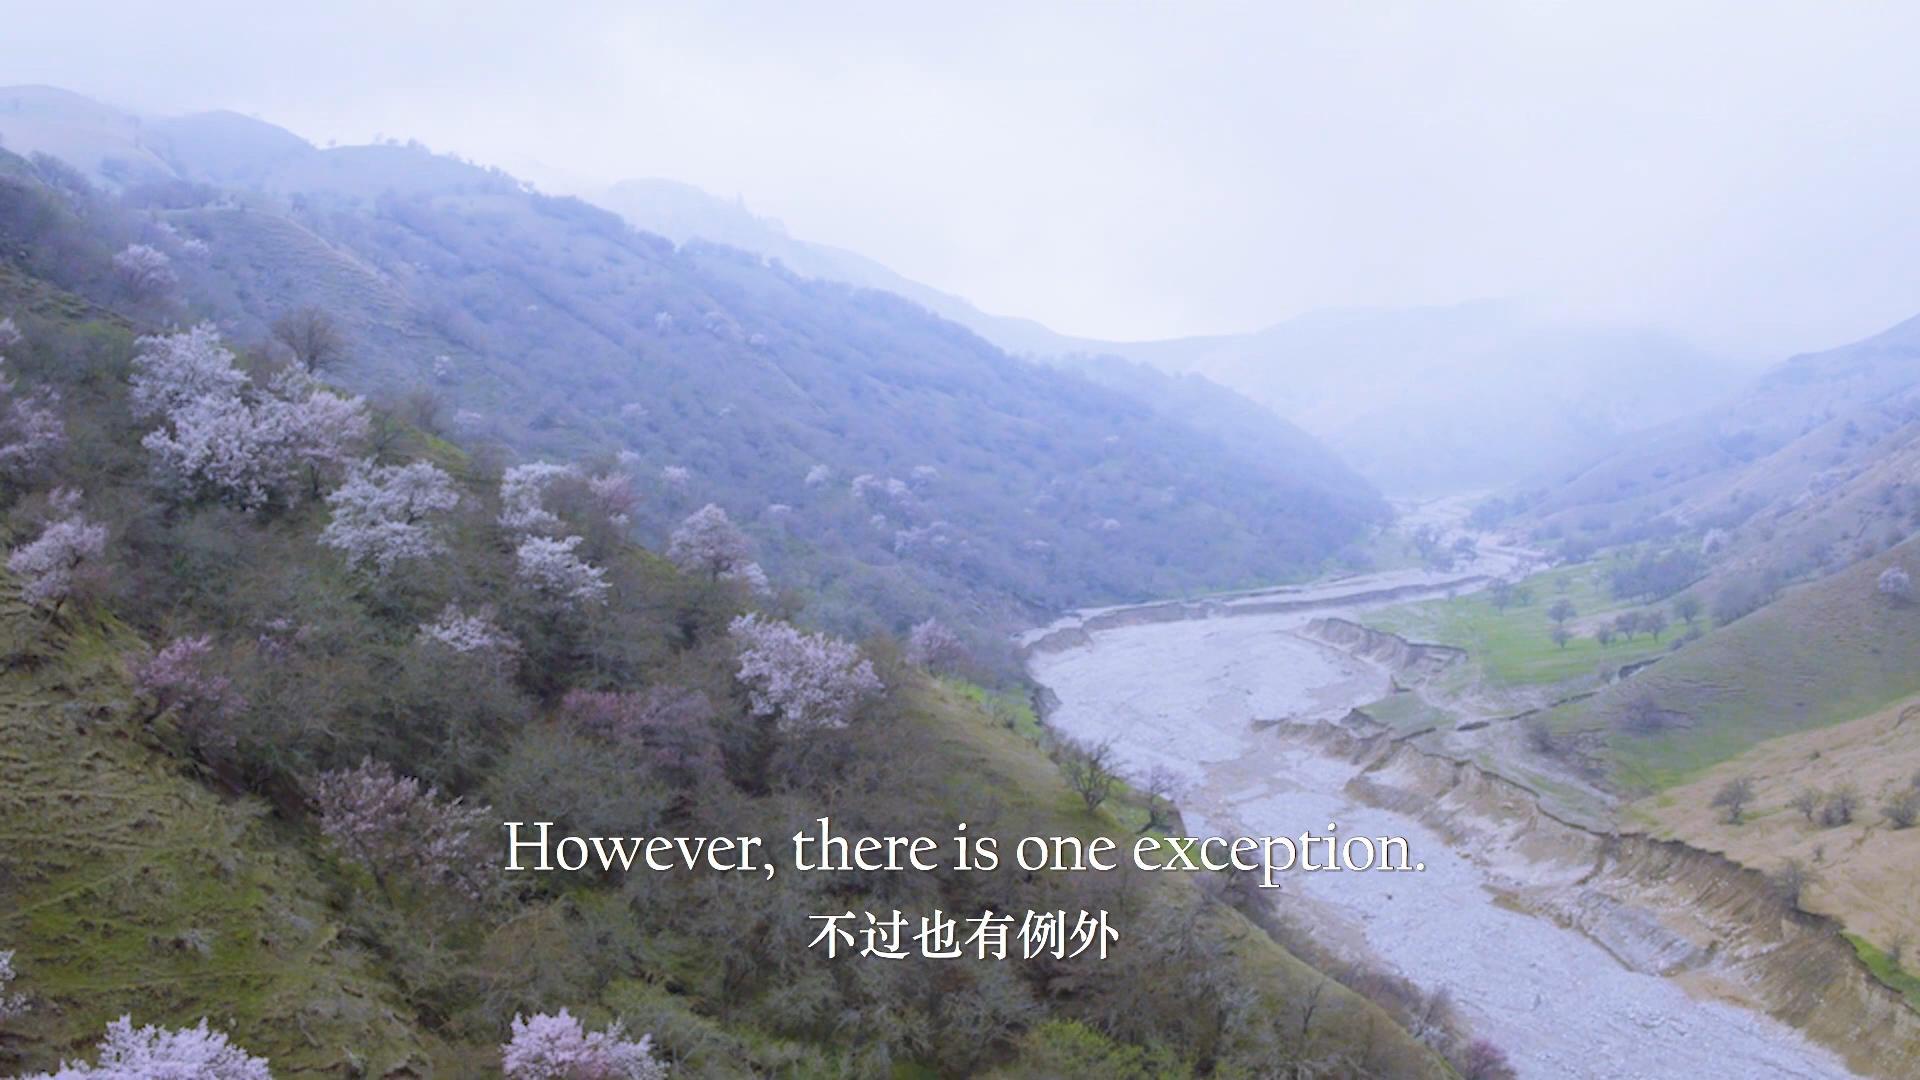 However, there is one exception.
不过也有例外